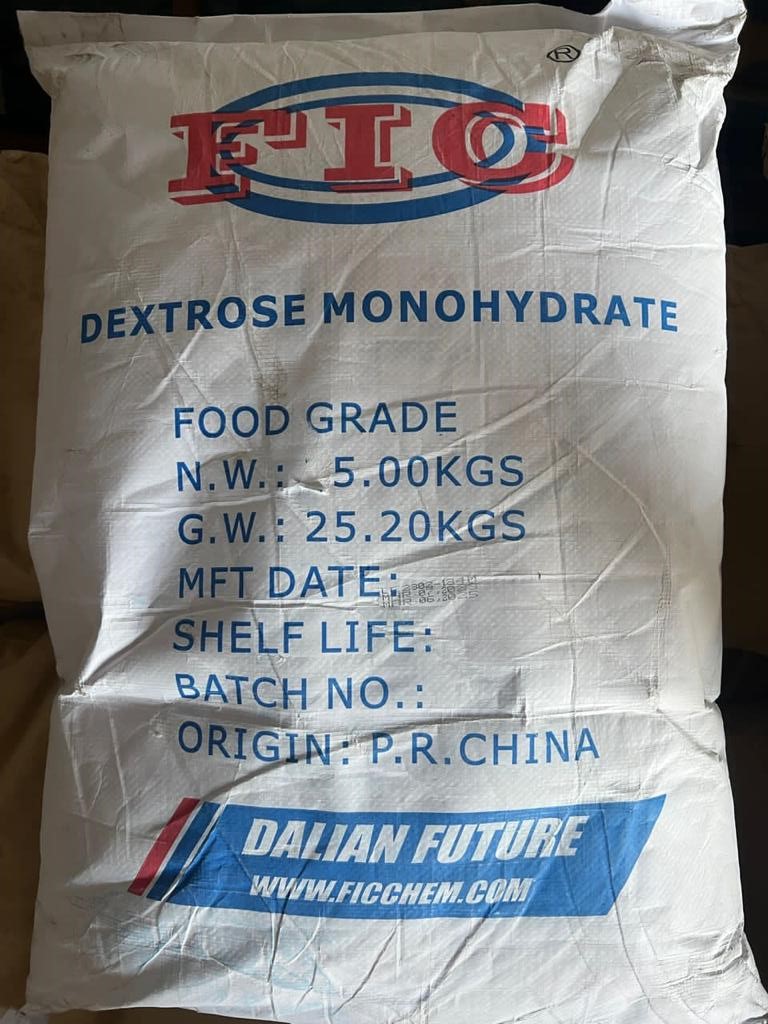 ®
FIC
DEXTROSE MONOHYDRATE
FOOD GRADE
N.W.: 5.00KGS
G.W.: 25.20KGS
MFT DATE:
SHELF LIFE:
BATCH NO.:
ORIGIN: P.R.CHINA
DALIAN FUTURE
WWW.FICCHEM.COM